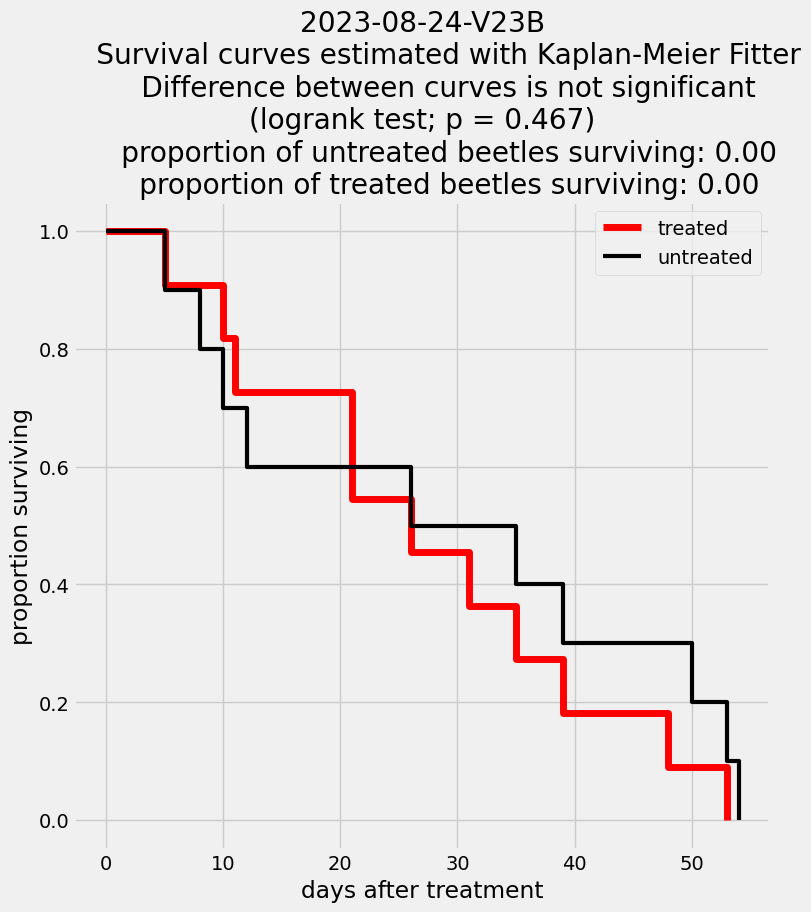 2023-08-24-V23B
Survival curves estimated with Kaplan-Meier Fitter
Difference between curves is not significant
(logrank test; p = 0.467)
proportion of untreated beetles surviving: 0.00
proportion of treated beetles surviving: 0.00
treated
untreated
1.0
0.8
0.6
0.4
0.2
0.0
proportion surviving
0
10
20
30
40
50
days after treatment